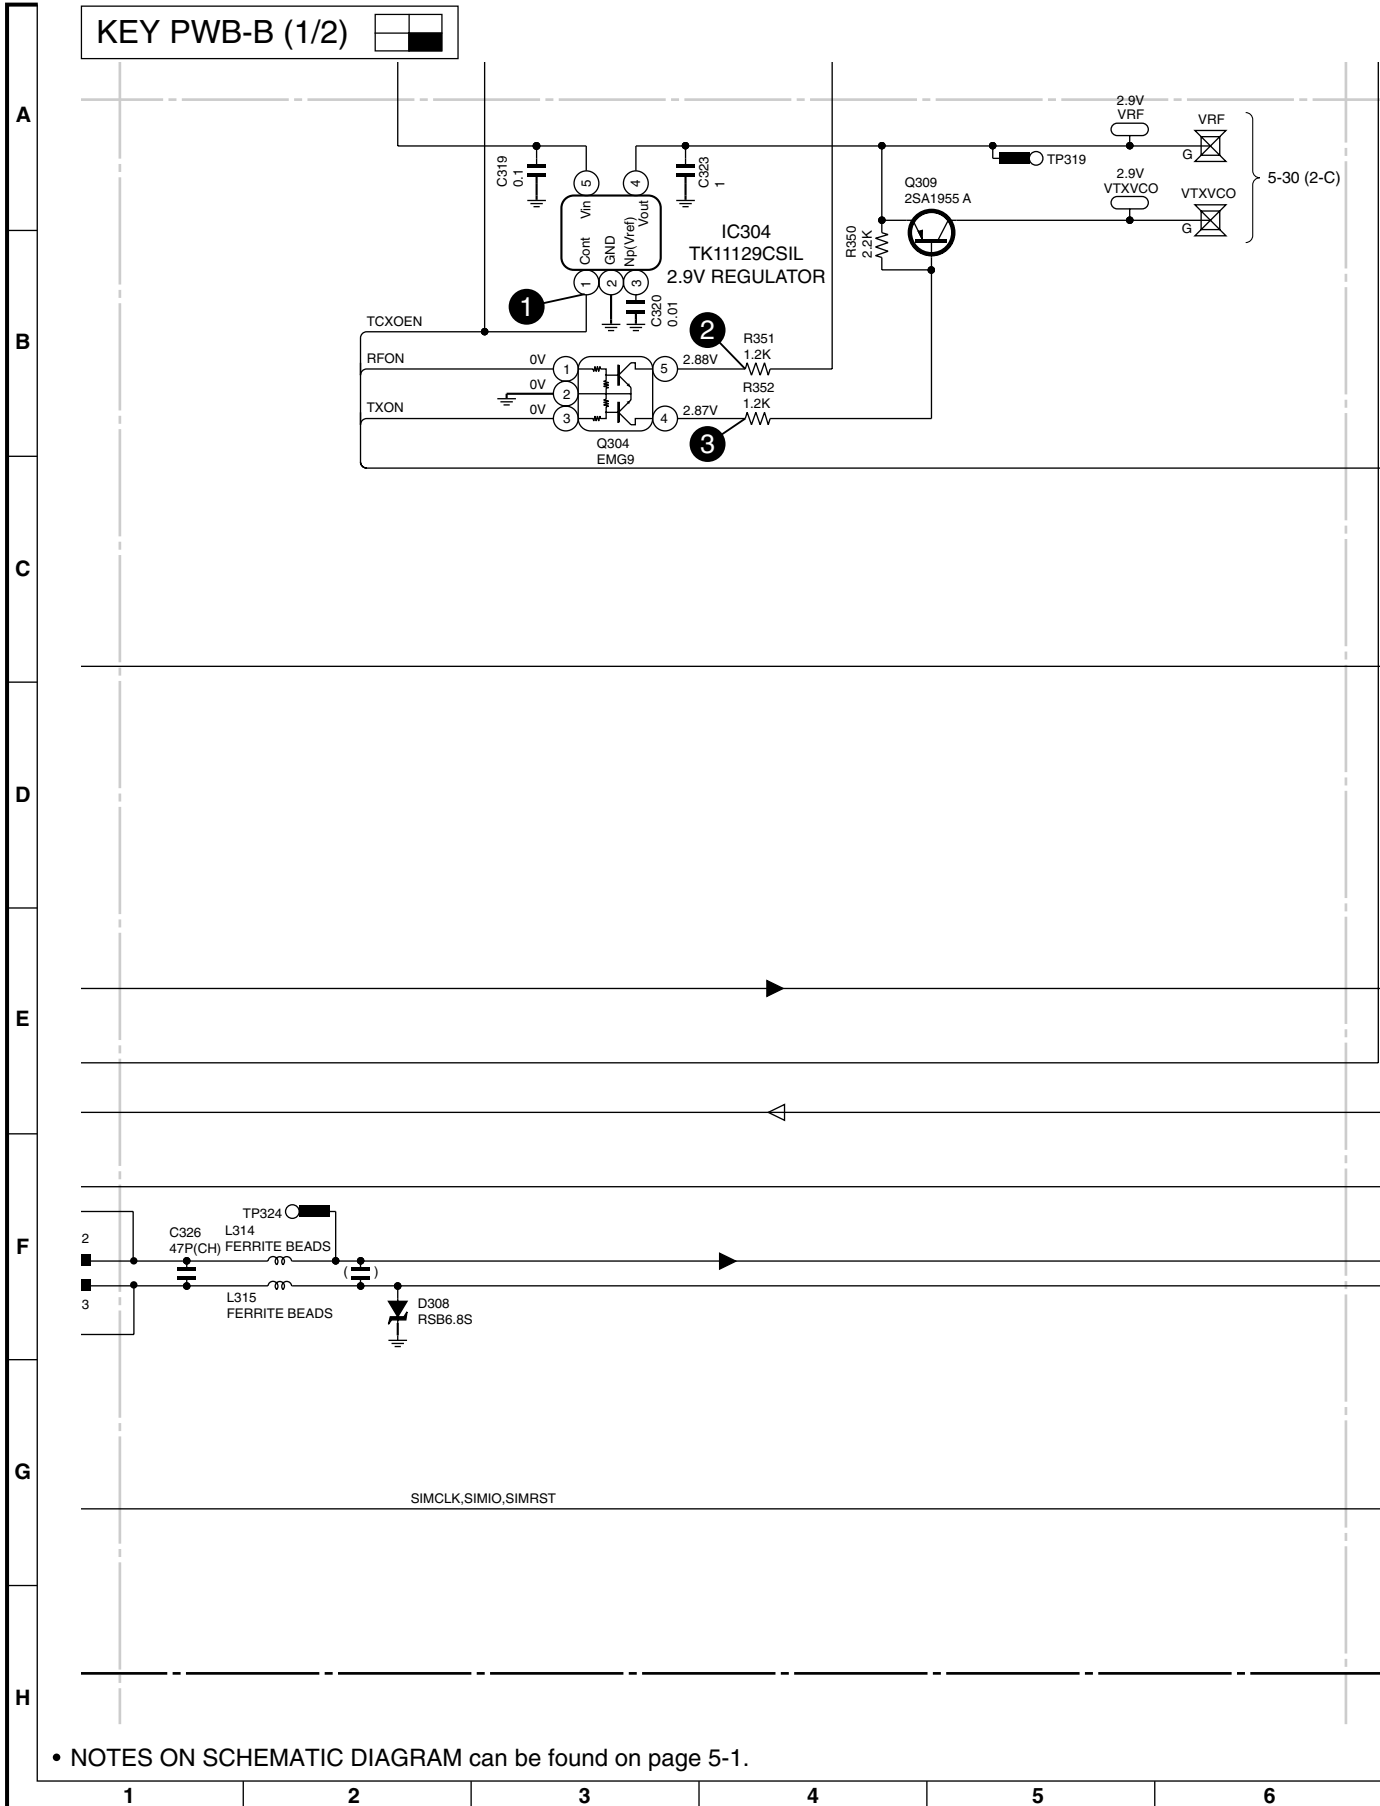 KEY PWB-B (1/2)
A
B
C
D
E
F
G
H
2.9V
VRF
VRF
G
TP319
5-30 (2-C)
2.9V
VTXVCO
VTXVCO
G
C319
0.1
C323
1
5
4
Vin
Vout
Cont
GND
Np(Vref)
1
2
3
IC304
TK11129CSIL
2.9V REGULATOR
Q309
2SA1955 A
R350
2.2K
C320
0.01
1
TCXOEN
RFON
0V
1
5
2.88V
2
R351
1.2K
0V
2
TXON
0V
3
4
2.87V
3
R352
1.2K
Q304
EMG9
TP324
C326
47P(CH)
L314
FERRITE BEADS
2
( )
3
L315
FERRITE BEADS
D308
RSB6.8S
SIMCLK,SIMIO,SIMRST
• NOTES ON SCHEMATIC DIAGRAM can be found on page 5-1.
1 2 3 4 5 6